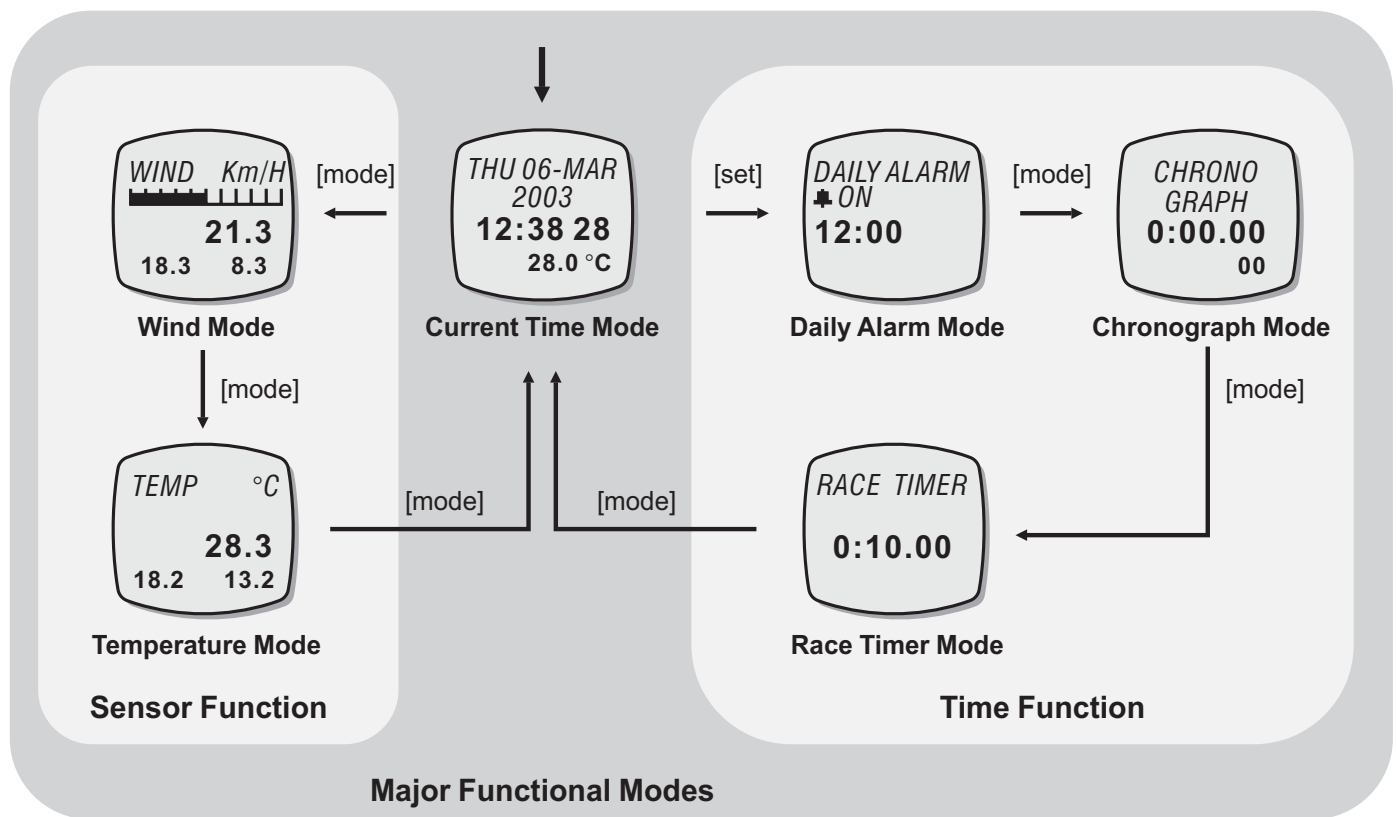 WIND Km/H
21.3
18.3 8.3
Wind Mode
[mode]
THU 06-MAR
2003
12:38 28
28.0 °C
Current Time Mode
[set]
DAILY ALARM
ON
12:00
Daily Alarm Mode
[mode]
CHRONO
GRAPH
0:00.00
00
Chronograph Mode
[mode]
[mode]
TEMP °C
28.3
18.2 13.2
Temperature Mode
[mode]
[mode]
RACE TIMER
0:10.00
Race Timer Mode
Sensor Function
Time Function
Major Functional Modes